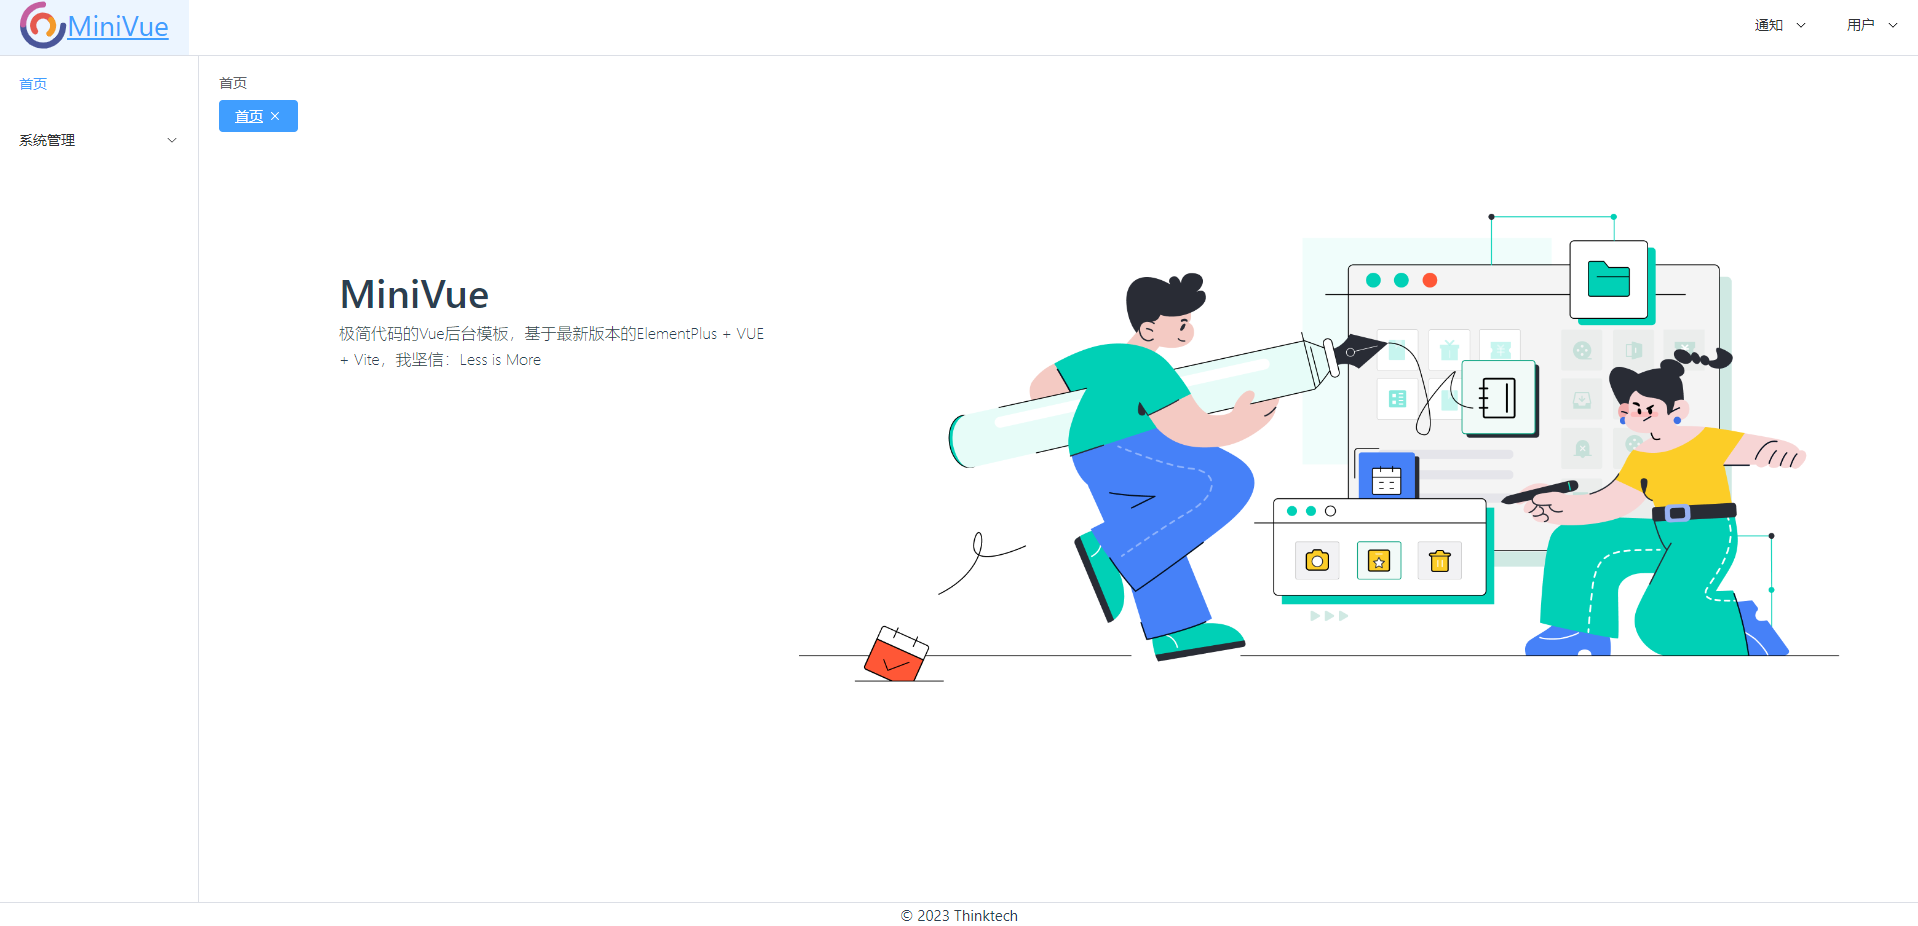 MiniVue
通知
用户
首页
系统管理
首页
首页
MiniVue
极简代码的Vue后台模板，基于最新版本的ElementPlus + VUE
+ Vite，我坚信：Less is More
© 2023 Thinktech